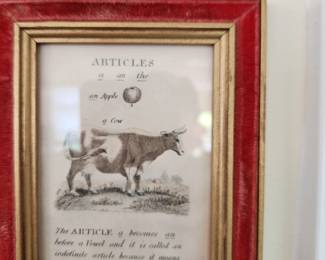 ARTICLES
a an the
an Apple
a Cow
The ARTICLE a becomes an
before a Vowel and it is called an
indefinite article because it means